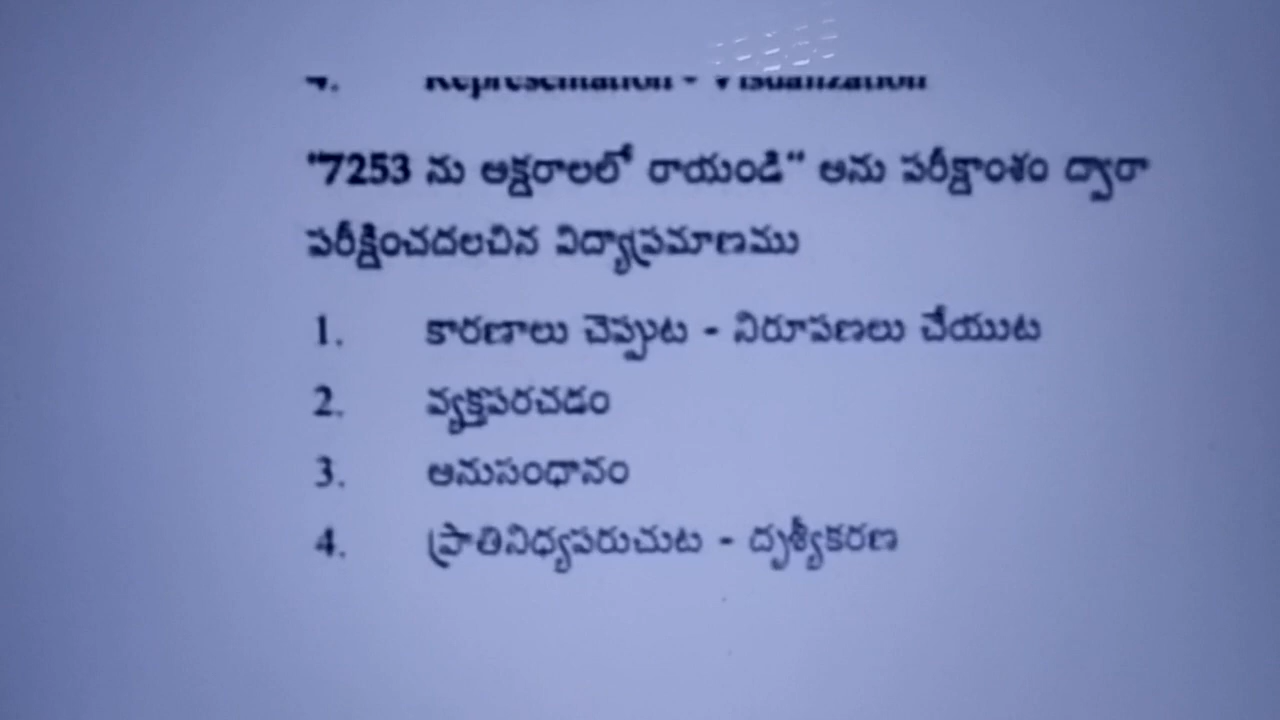 4. Representation - Visualization
"7253 ను అక్షరాలలో రాయండి" అను పరీక్షాంశం ద్వారా
పరీక్షించదలచిన విద్యాప్రమాణము
1. కారణాలు చెప్పుట - నిరూపణలు చేయుట
2. వ్యక్తపరచడం
3. అనుసంధానం
4. ప్రాతినిధ్యపరుచుట - దృశ్యీకరణ